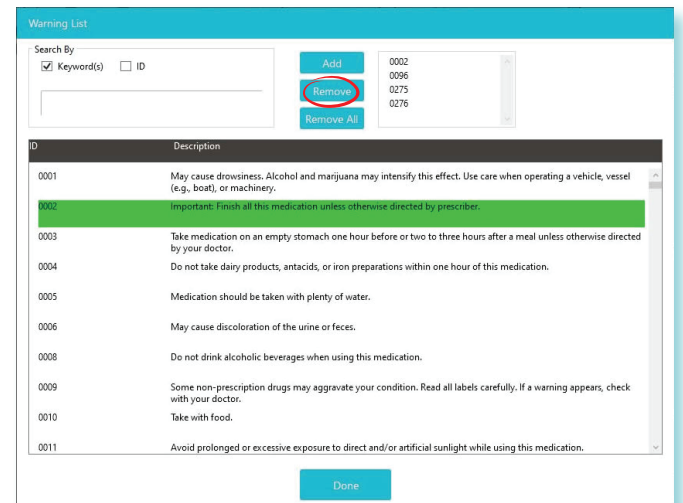 Warning List
Search By
Keyword(s) ID
Add
Remove
Remove All
0002
0096
0275
0276
ID Description
0001 May cause drowsiness. Alcohol and marijuana may intensify this effect. Use care when operating a vehicle, vessel
(e.g., boat), or machinery.
0002 Important: Finish all this medication unless otherwise directed by prescriber.
0003 Take medication on an empty stomach one hour before or two to three hours after a meal unless otherwise directed
by your doctor.
0004 Do not take dairy products, antacids, or iron preparations within one hour of this medication.
0005 Medication should be taken with plenty of water.
0006 May cause discoloration of the urine or feces.
0008 Do not drink alcoholic beverages when using this medication.
0009 Some non-prescription drugs may aggravate your condition. Read all labels carefully. If a warning appears, check
with your doctor.
0010 Take with food.
0011 Avoid prolonged or excessive exposure to direct and/or artificial sunlight while using this medication.
Done